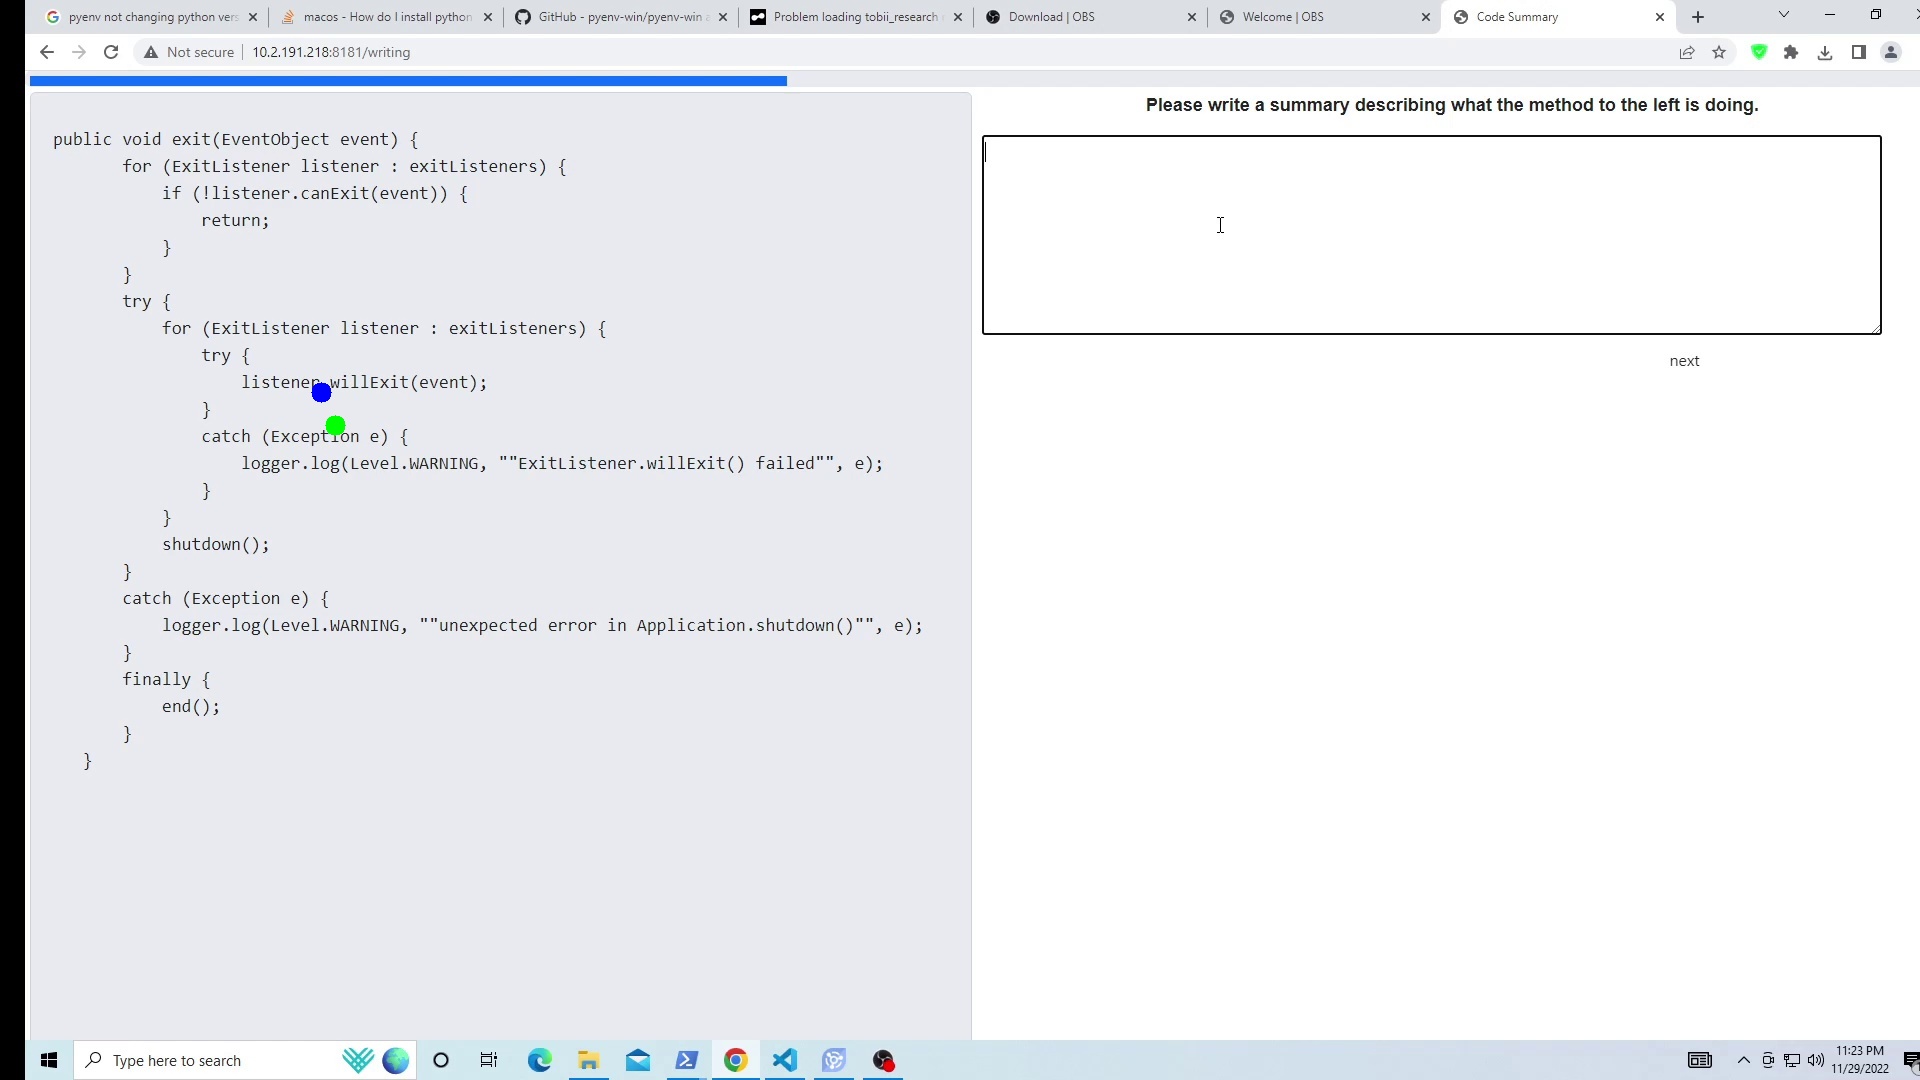 pyenv not changing python vers
macos - How do I install python
GitHub - pyenv-win/pyenv-win a
Problem loading tobii_research
Download | OBS
Welcome | OBS
Code Summary
Not secure
10.2.191.218:8181/writing
public void exit(EventObject event) {
for (ExitListener listener : exitListeners) {
if (!listener.canExit(event)) {
return;
}
}
try {
for (ExitListener listener : exitListeners) {
try {
listener.willExit(event);
}
catch (Exception e) {
logger.log(Level.WARNING, ""ExitListener.willExit() failed"", e);
}
}
shutdown();
}
catch (Exception e) {
logger.log(Level.WARNING, ""unexpected error in Application.shutdown()"", e);
}
finally {
end();
}
}
Please write a summary describing what the method to the left is doing.
next
Type here to search
11:23 PM
11/29/2022